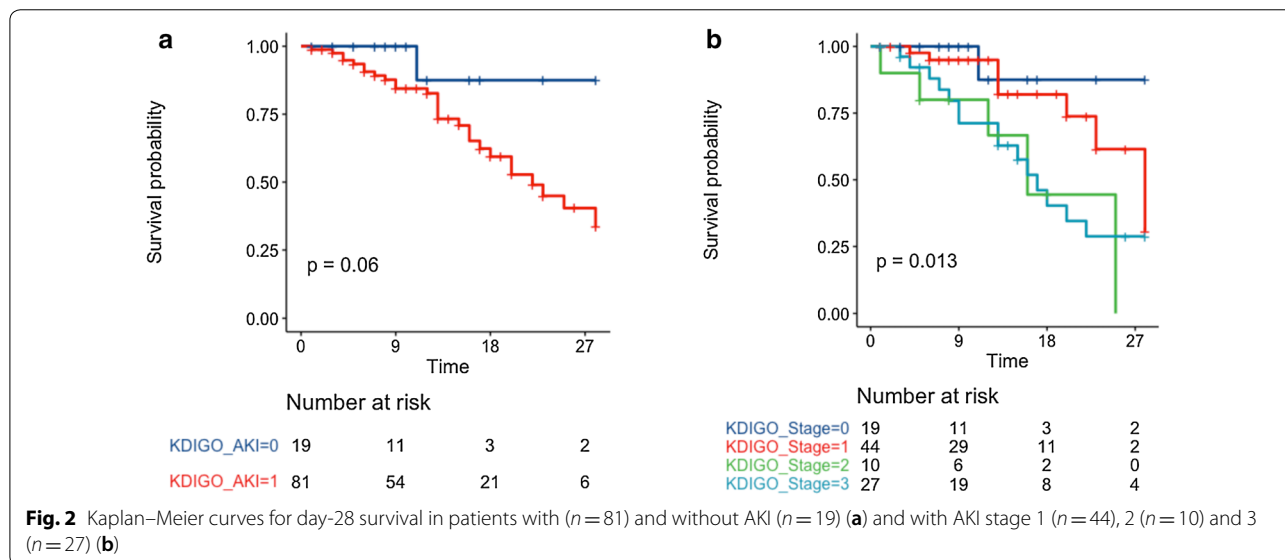 a
Survival probability
1.00
0.75
0.50
0.25
0.00
p = 0.06
0 9 18 27
Time
Number at risk
KDIGO_AKI=0 19 11 3 2
KDIGO_AKI=1 81 54 21 6
b
Survival probability
1.00
0.75
0.50
0.25
0.00
p = 0.013
0 9 18 27
Time
Number at risk
KDIGO_Stage=0 19 11 3 2
KDIGO_Stage=1 44 29 11 2
KDIGO_Stage=2 10 6 2 0
KDIGO_Stage=3 27 19 8 4
Fig. 2 Kaplan–Meier curves for day-28 survival in patients with (n = 81) and without AKI (n = 19) (a) and with AKI stage 1 (n = 44), 2 (n = 10) and 3
(n = 27) (b)